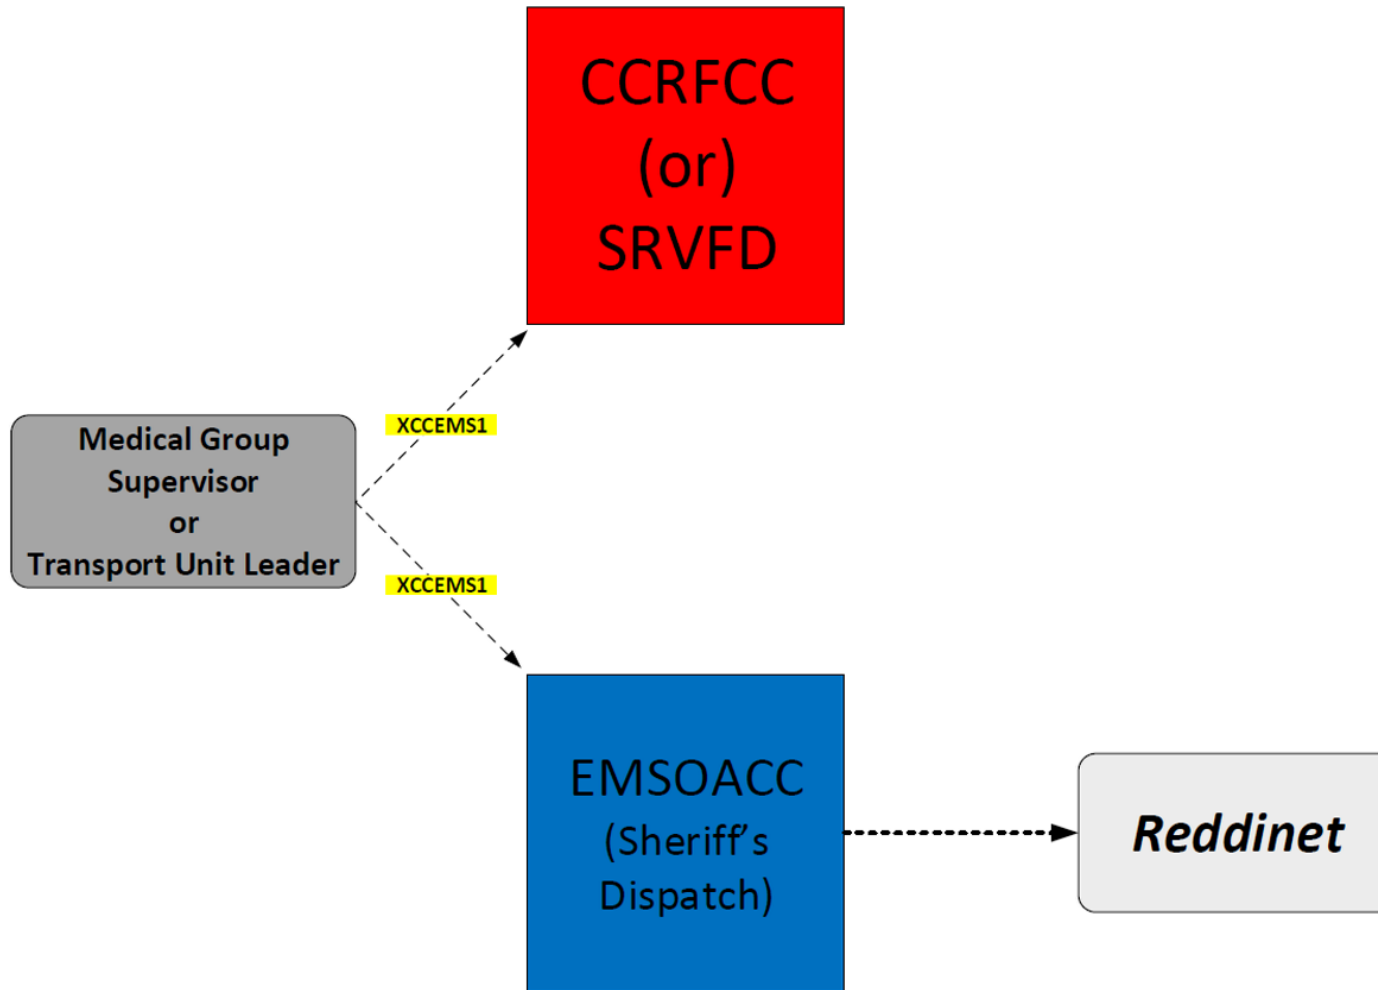 CCRFCC
(or)
SRVFD
XCCEMS1
Medical Group
Supervisor
or
Transport Unit Leader
XCCEMS1
EMSOACC
(Sheriff's
Dispatch)
Reddinet